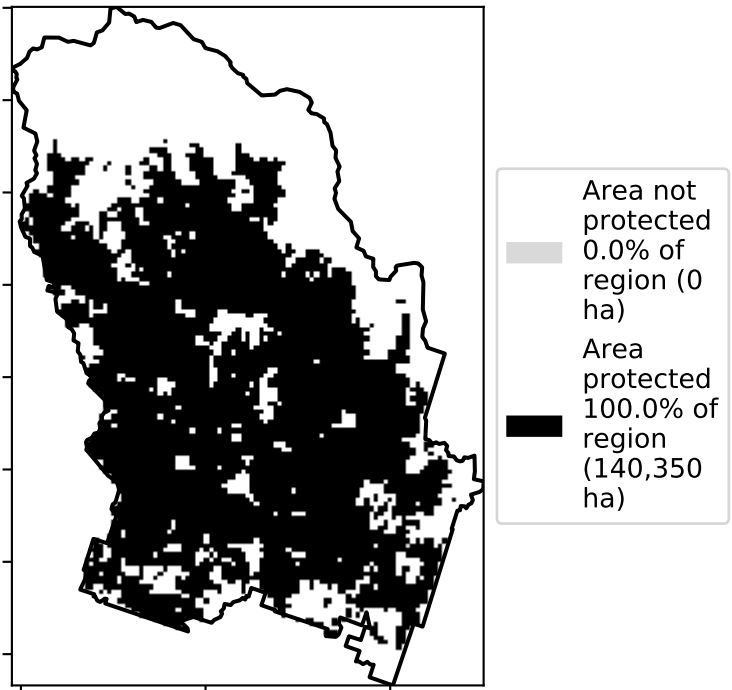 Area not
protected
0.0% of
region (0
ha)
Area
protected
100.0% of
region
(140,350
ha)